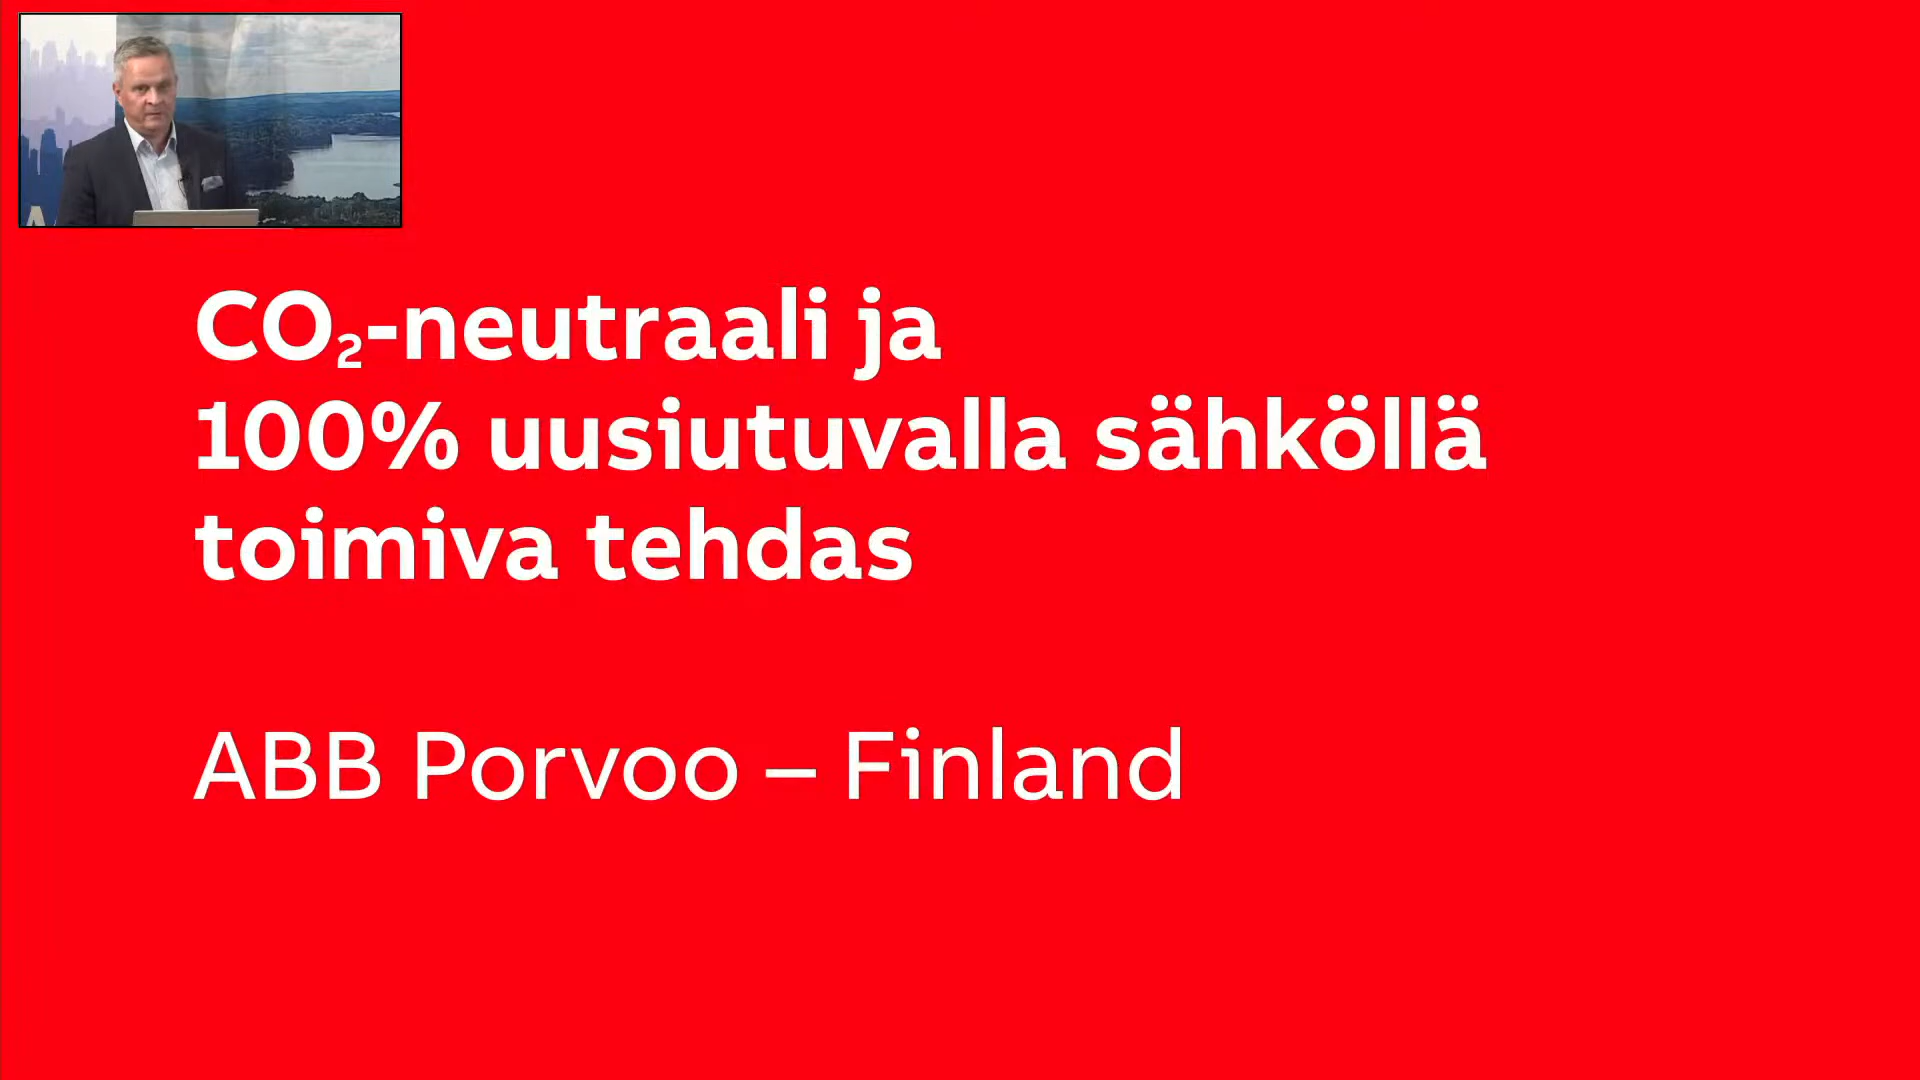 CO₂-neutraali ja
100% uusiutuvalla sähköllä
toimiva tehdas
ABB Porvoo – Finland